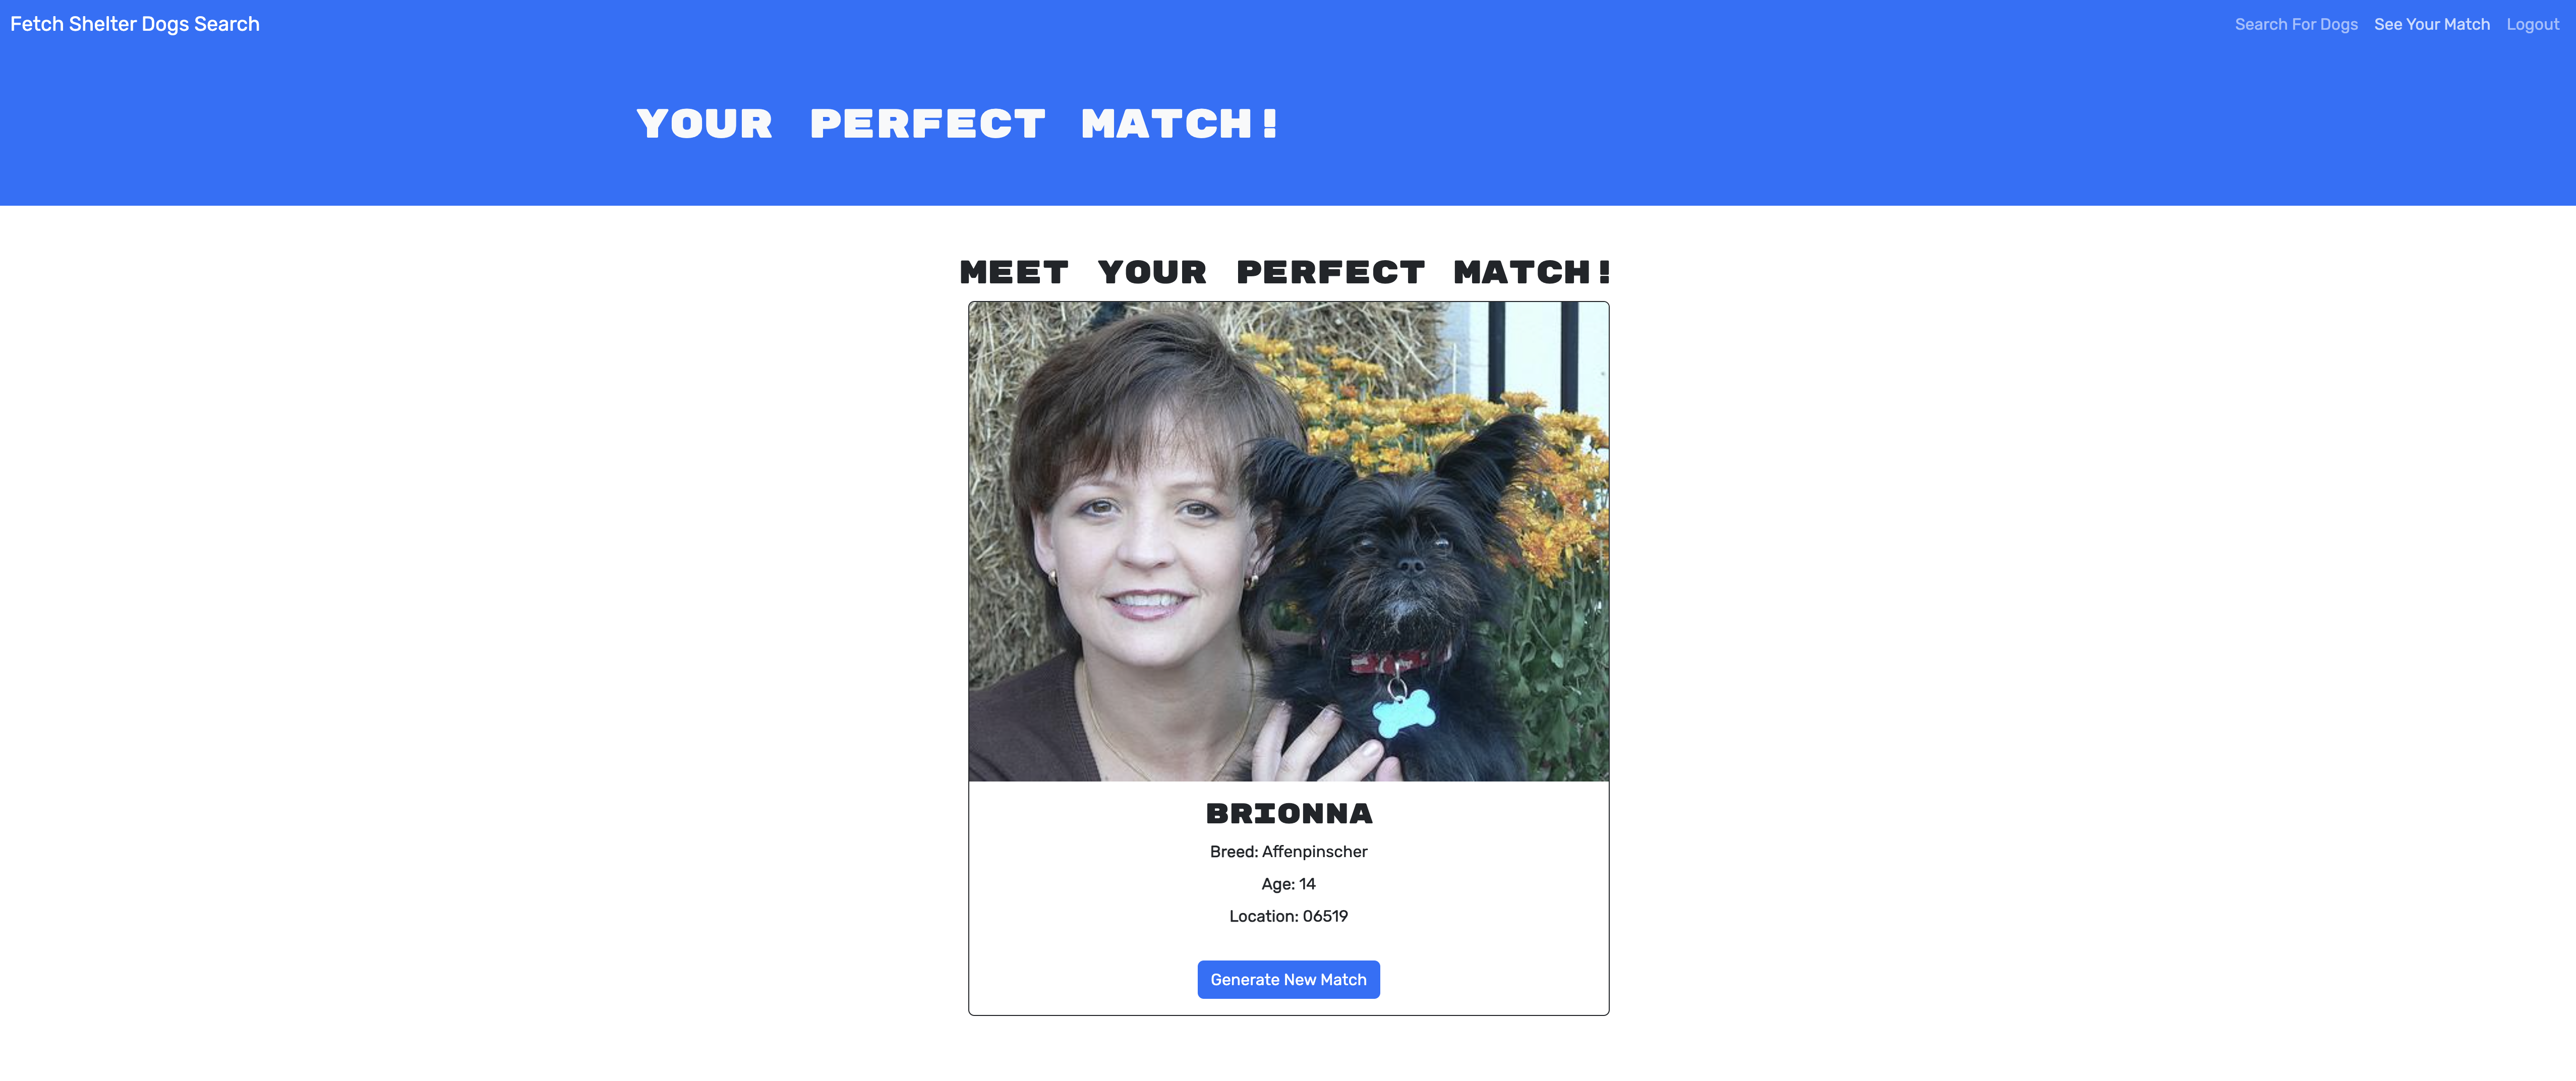 Fetch Shelter Dogs Search
Search For Dogs See Your Match Logout
YOUR PERFECT MATCH!
MEET YOUR PERFECT MATCH!
BRIONNA
Breed: Affenpinscher
Age: 14
Location: 06519
Generate New Match